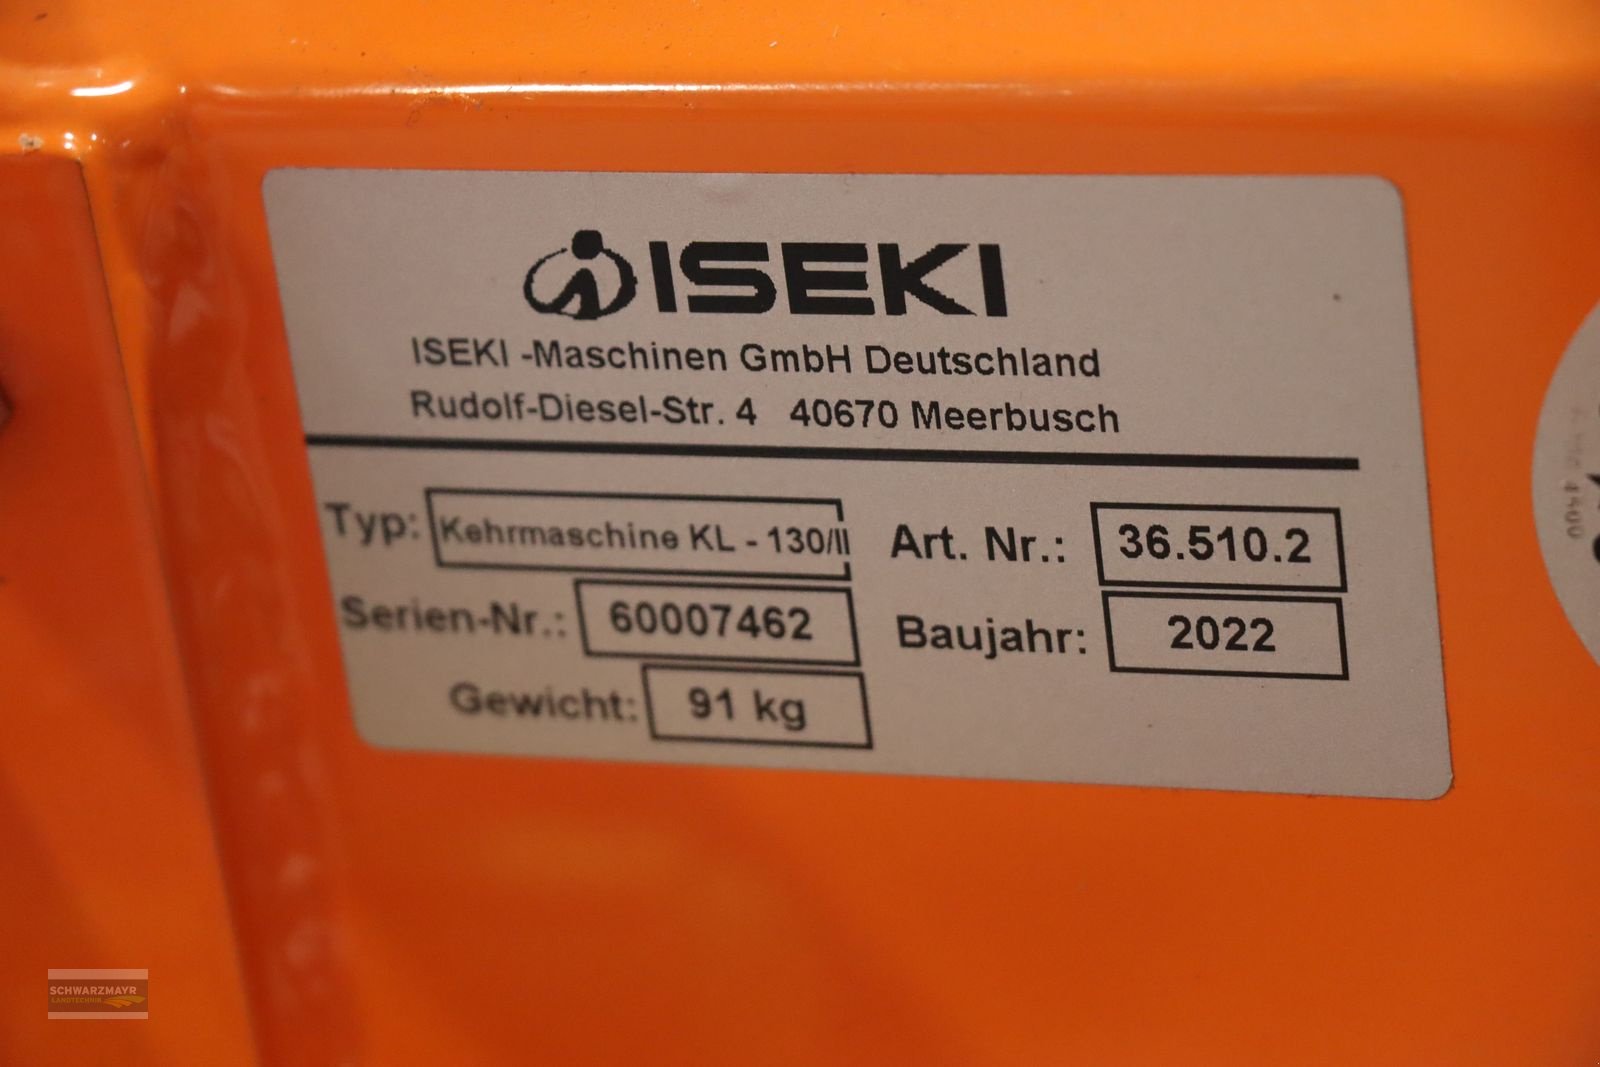 ISEKI
ISEKI -Maschinen GmbH Deutschland
Rudolf-Diesel-Str. 4 40670 Meerbusch
Typ: Kehrmaschine KL - 130/II Art. Nr.: 36.510.2
Serien-Nr.: 60007462 Baujahr: 2022
Gewicht: 91 kg
SCHWARZMAYR
LANDTECHNIK